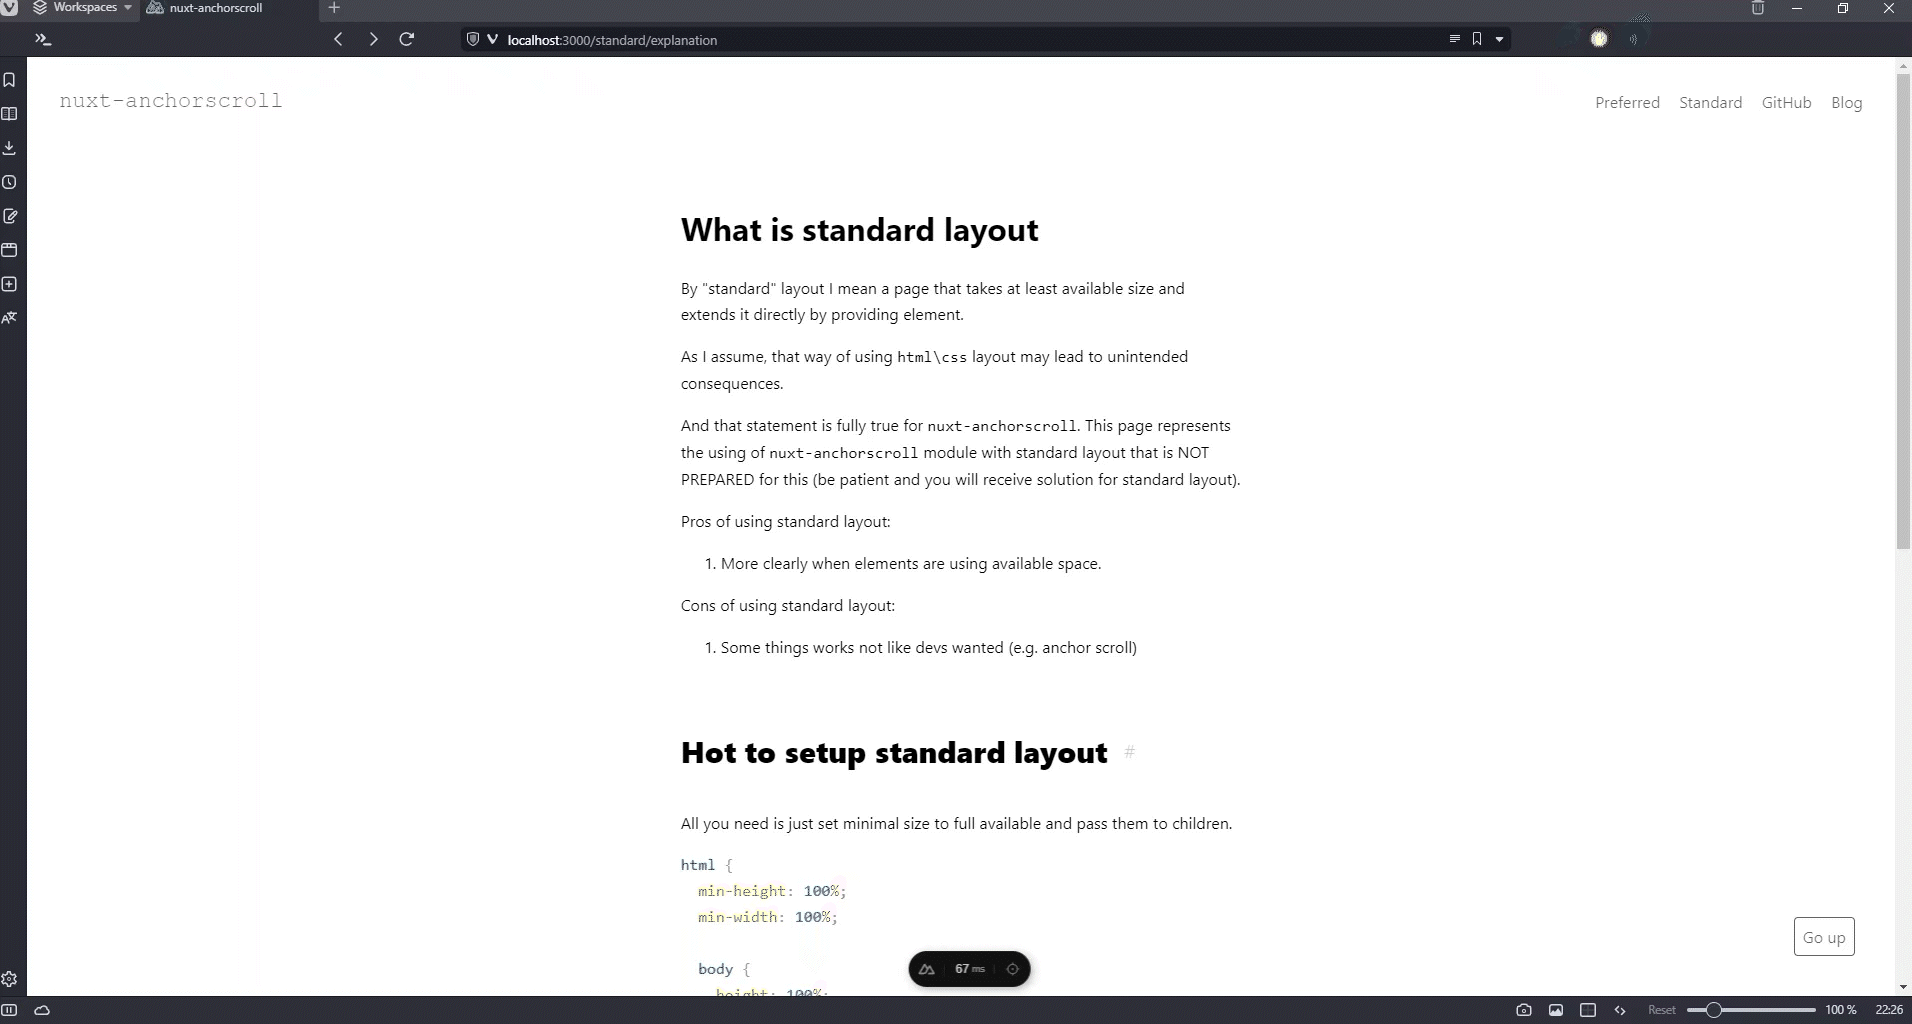 Workspaces
nuxt-anchorscroll
localhost:3000/standard/explanation
nuxt-anchorscroll
Preferred Standard GitHub Blog
What is standard layout
By "standard" layout I mean a page that takes at least available size and
extends it directly by providing element.
As I assume, that way of using html\css layout may lead to unintended
consequences.
And that statement is fully true for nuxt-anchorscroll. This page represents
the using of nuxt-anchorscroll module with standard layout that is NOT
PREPARED for this (be patient and you will receive solution for standard layout).
Pros of using standard layout:
1. More clearly when elements are using available space.
Cons of using standard layout:
1. Some things works not like devs wanted (e.g. anchor scroll)
Hot to setup standard layout #
All you need is just set minimal size to full available and pass them to children.
html {
min-height: 100%;
min-width: 100%;
body {
height: 100%;
Go up
67 ms
Reset 100 % 22:26